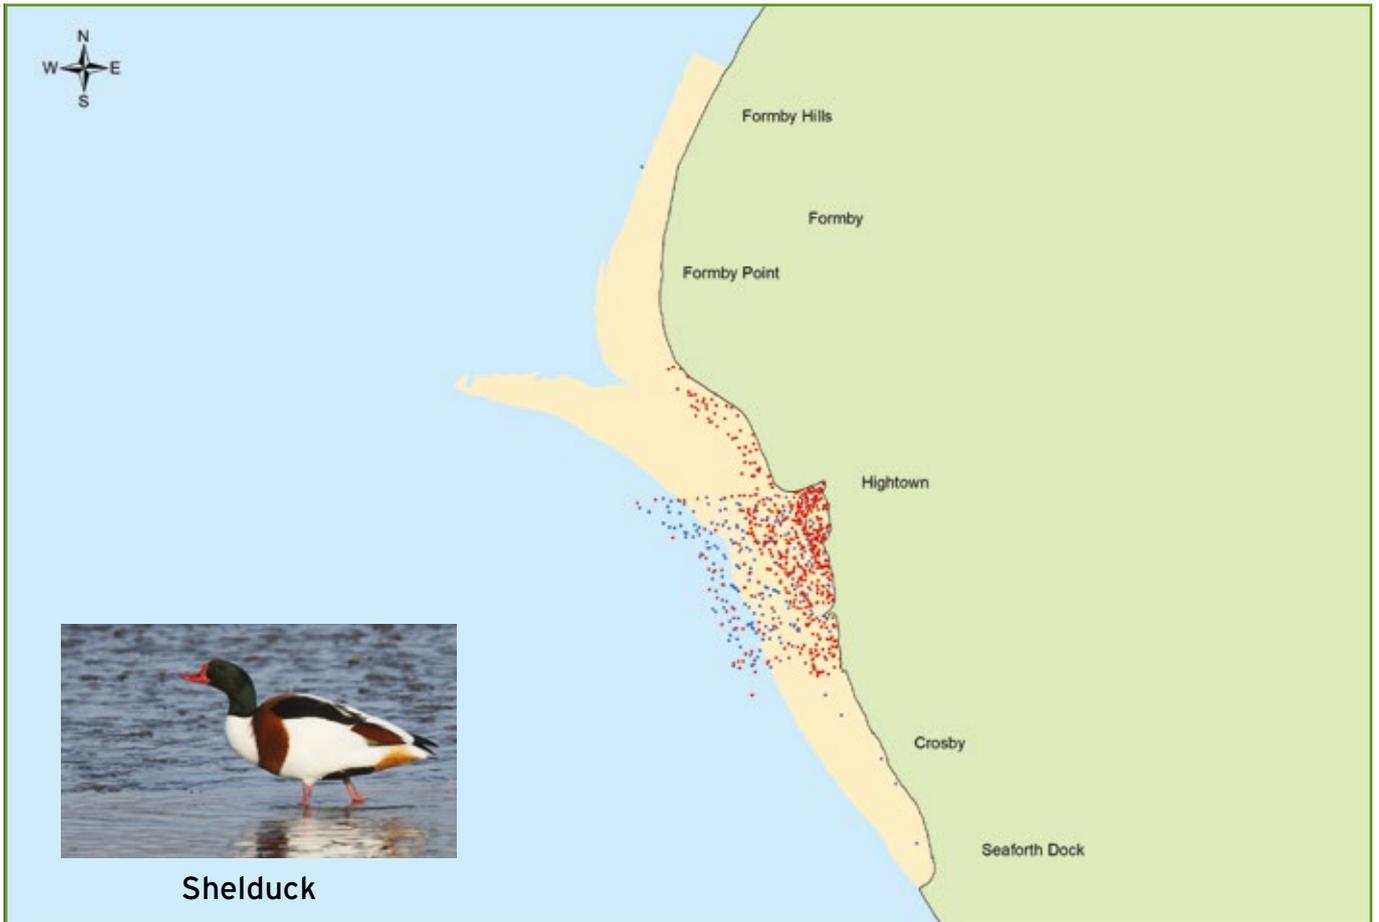 N
W E
S
Formby Hills
Formby
Formby Point
Hightown
Crosby
Seaforth Dock
Shelduck